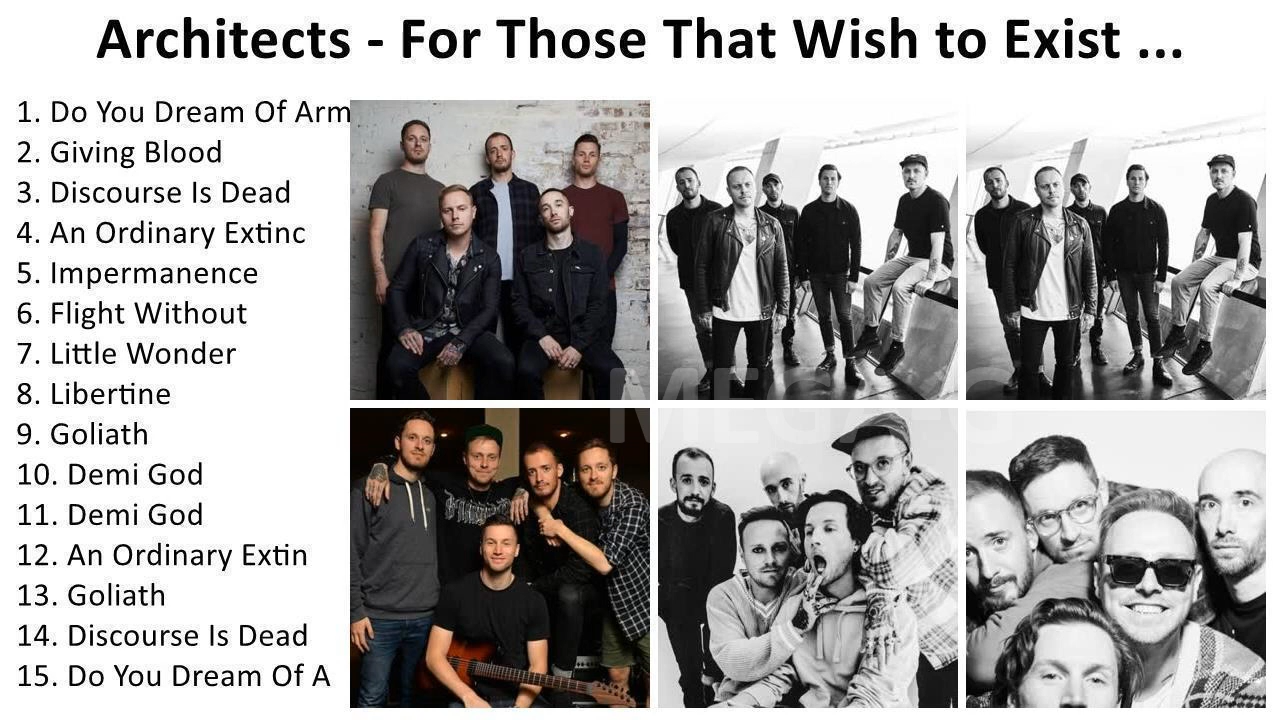 Architects - For Those That Wish to Exist ...
1. Do You Dream Of Arm
2. Giving Blood
3. Discourse Is Dead
4. An Ordinary Extinc
5. Impermanence
6. Flight Without
7. Little Wonder
8. Libertine
9. Goliath
10. Demi God
11. Demi God
12. An Ordinary Extin
13. Goliath
14. Discourse Is Dead
15. Do You Dream Of A